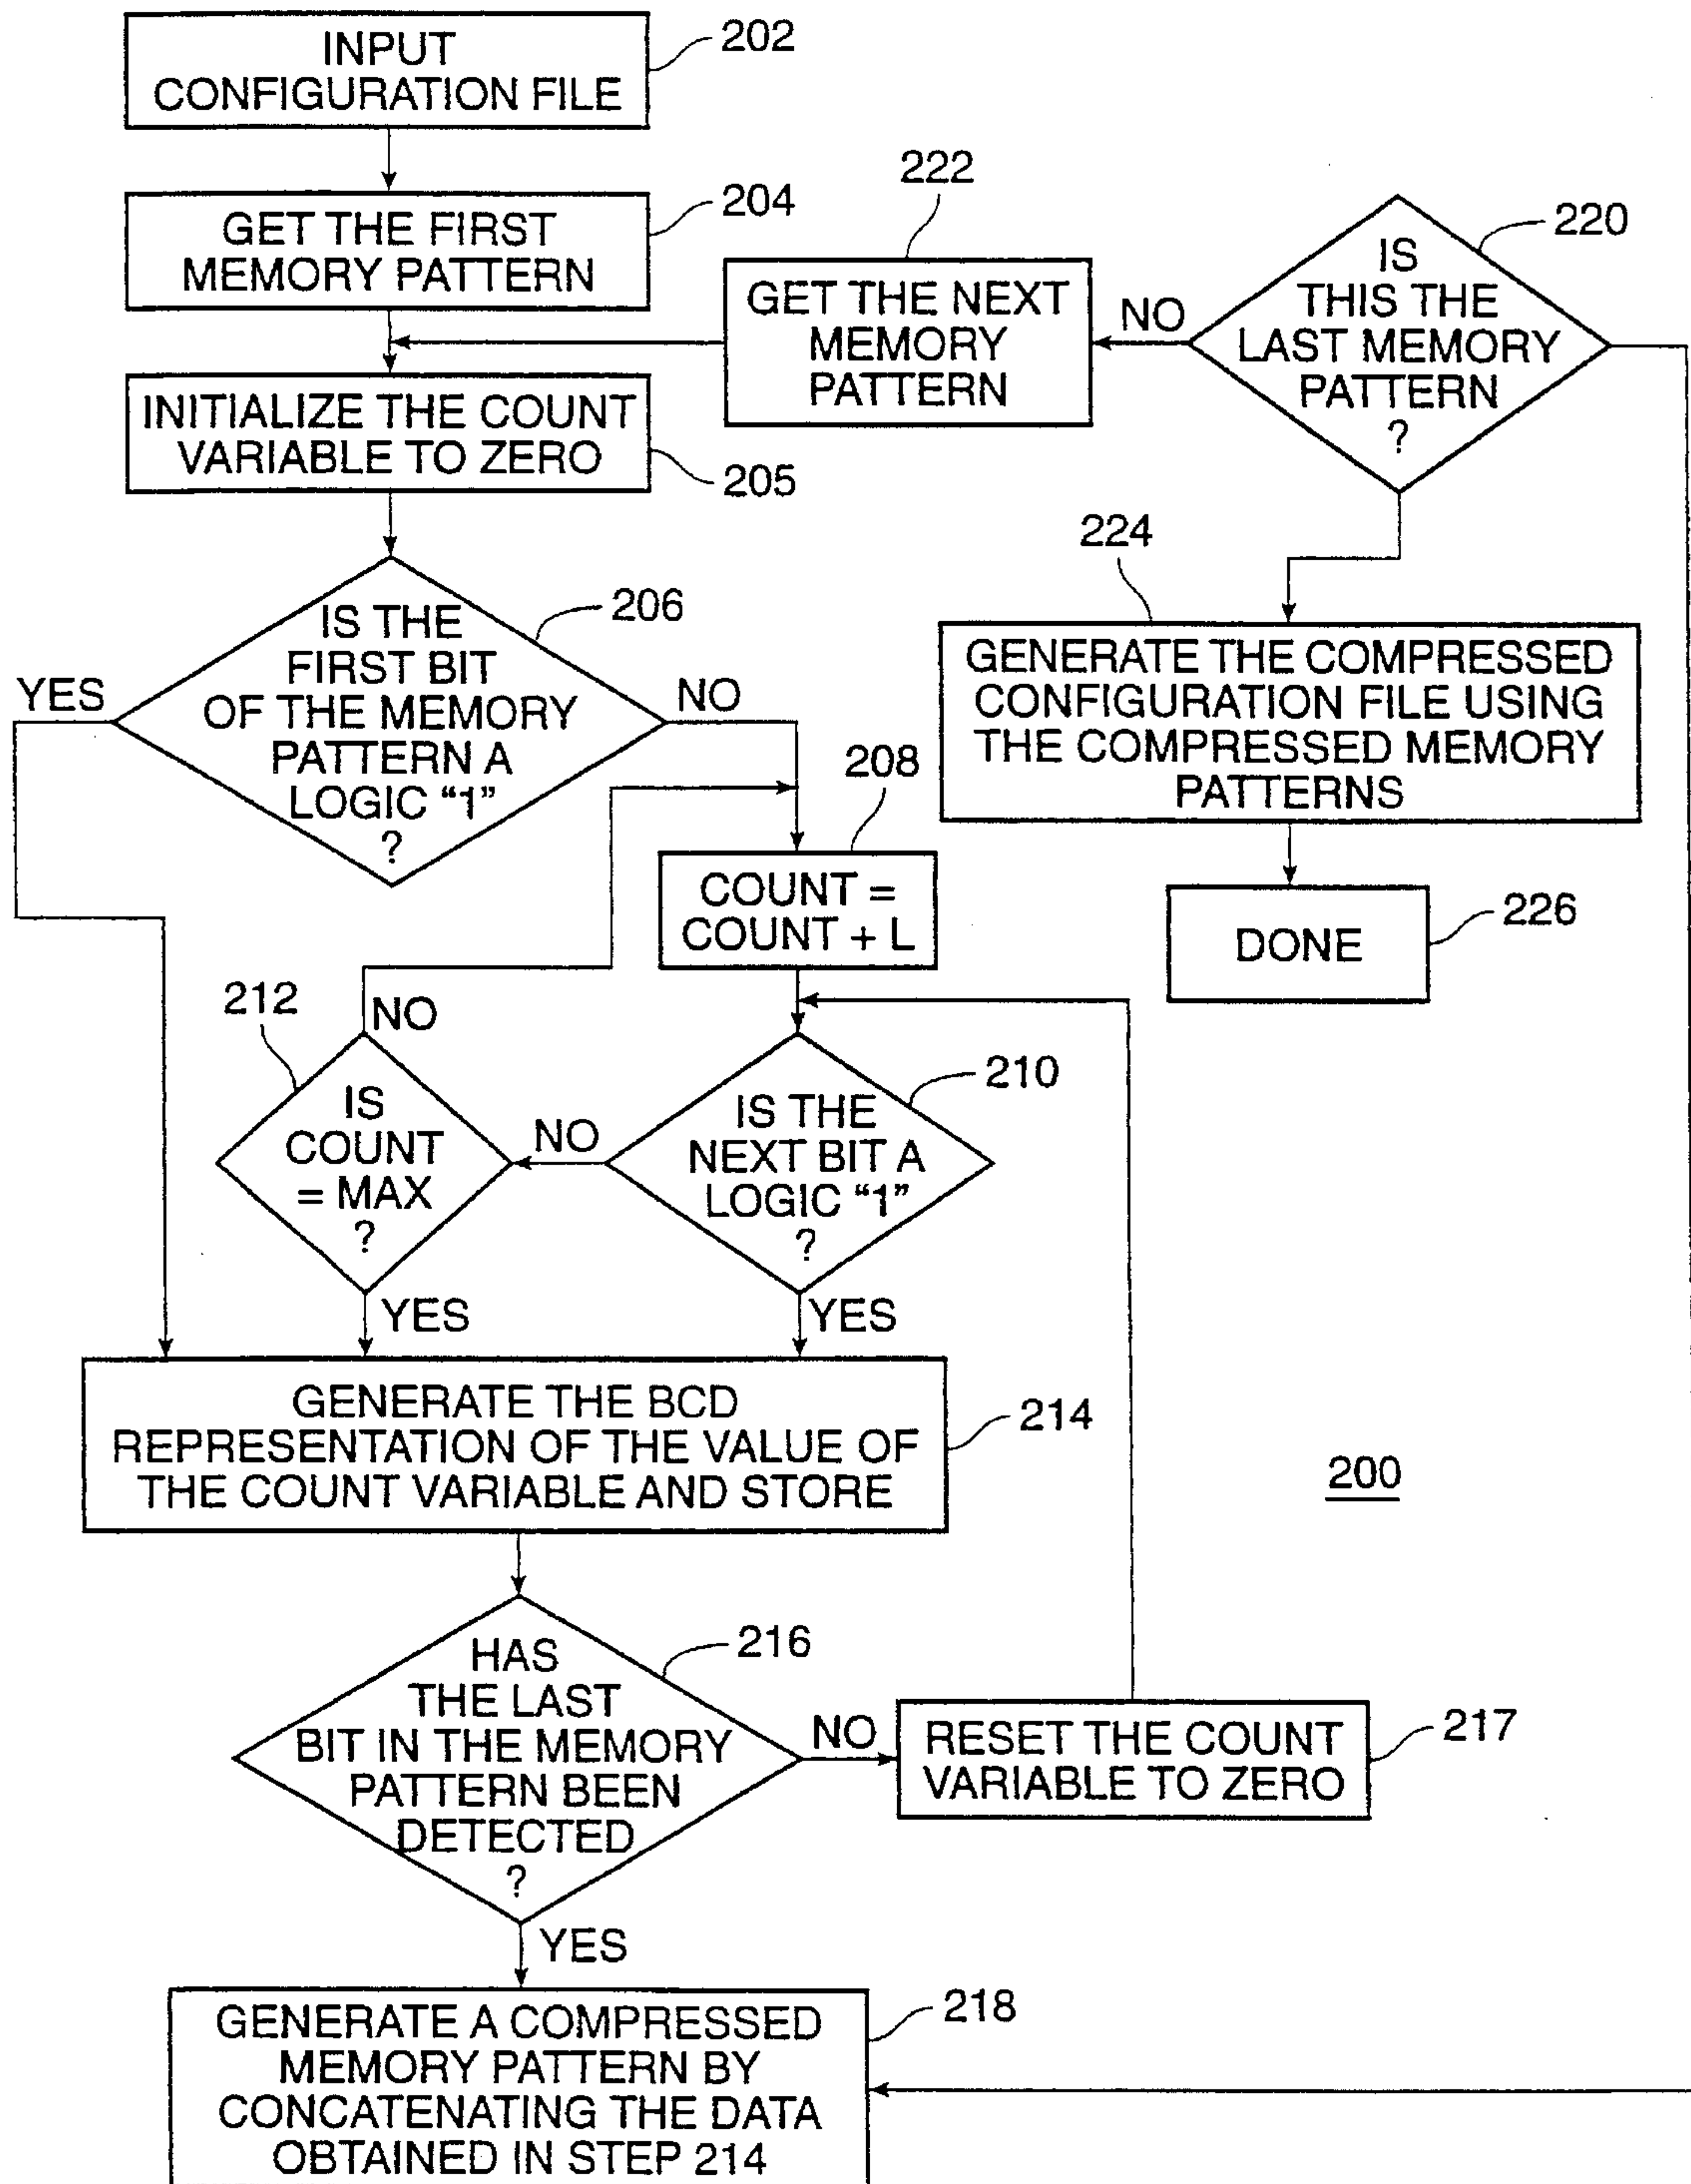 INPUT
CONFIGURATION FILE
202
GET THE FIRST
MEMORY PATTERN
204
INITIALIZE THE COUNT
VARIABLE TO ZERO
205
222
GET THE NEXT
MEMORY
PATTERN
NO
220
IS
THIS THE
LAST MEMORY
PATTERN
?
224
GENERATE THE COMPRESSED
CONFIGURATION FILE USING
THE COMPRESSED MEMORY
PATTERNS
DONE
226
206
IS THE
FIRST BIT
OF THE MEMORY
PATTERN A
LOGIC “1”
?
YES
NO
208
COUNT =
COUNT + L
212
NO
IS
COUNT
= MAX
?
YES
NO
210
IS THE
NEXT BIT A
LOGIC “1”
?
YES
GENERATE THE BCD
REPRESENTATION OF THE VALUE OF
THE COUNT VARIABLE AND STORE
214
200
216
HAS
THE LAST
BIT IN THE MEMORY
PATTERN BEEN
DETECTED
?
NO
RESET THE COUNT
VARIABLE TO ZERO
217
YES
GENERATE A COMPRESSED
MEMORY PATTERN BY
CONCATENATING THE DATA
OBTAINED IN STEP 214
218